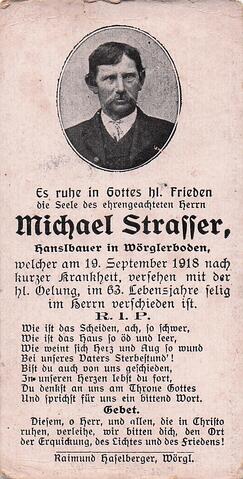 Es ruhe in Gottes hl. Frieden
die Seele des ehrengeachteten Herrn
Michael Strasser,
Hanslbauer in Wörglerboden,
welcher am 19. September 1918 nach
kurzer Krankheit, versehen mit der
hl. Oelung, im 63. Lebensjahre selig
im Herrn verschieden ist.
R. I. P.
Wie ist das Scheiden, ach, so schwer,
Wie ist das Haus so öd und leer,
Wie weint sich Herz und Aug so wund
Bei unseres Vaters Sterbestund'!
Bist du auch von uns geschieden,
In unseren Herzen lebst du fort,
Du denkst an uns am Throne Gottes
Und sprichst für uns ein bittend Wort.
Gebet.
Diesem, o Herr, und allen, die in Christo
ruhen, verleihe, wir bitten dich, den Ort
der Erquickung, des Lichtes und des Friedens!
Raimund Haselberger, Wörgl.